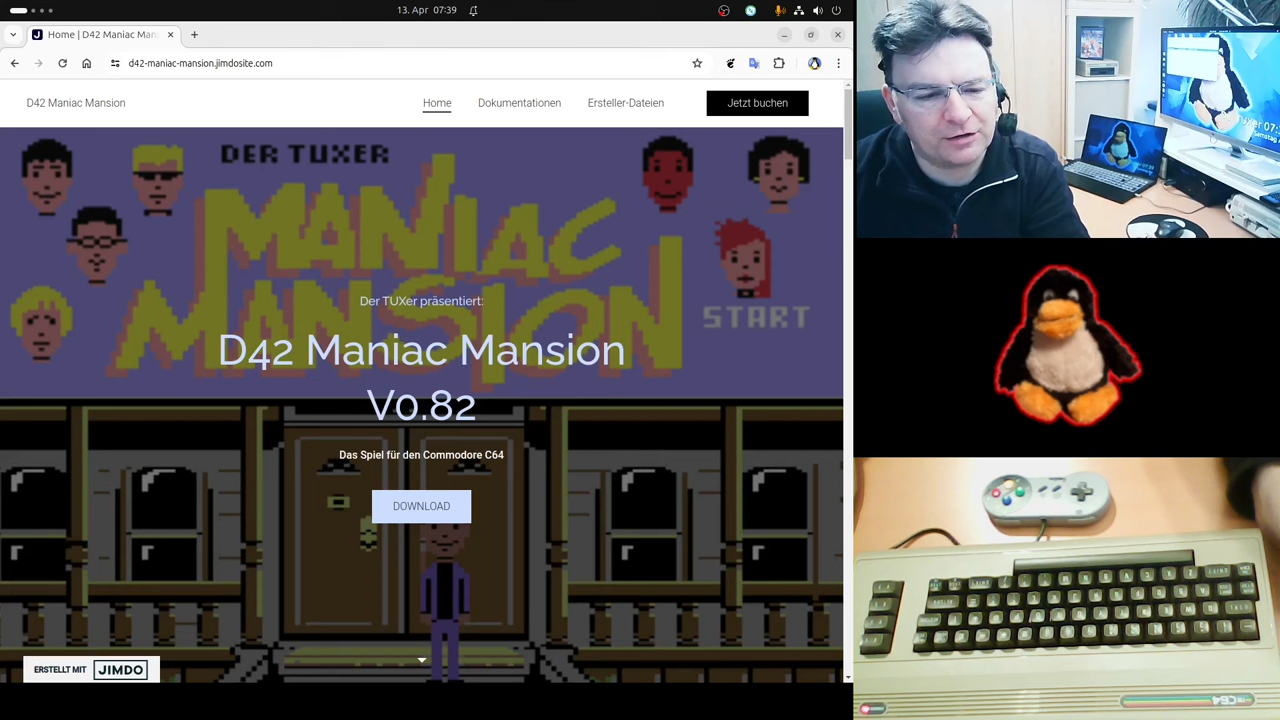 13. Apr 07:39
Home | D42 Maniac Man
d42-maniac-mansion.jimdosite.com
D42 Maniac Mansion
Home
Dokumentationen
Ersteller-Dateien
Jetzt buchen
DER TUXER
MANIAC
MANSION
START
Der TUXer präsentiert:
D42 Maniac Mansion
V0.82
Das Spiel für den Commodore C64
DOWNLOAD
ERSTELLT MIT JIMDO